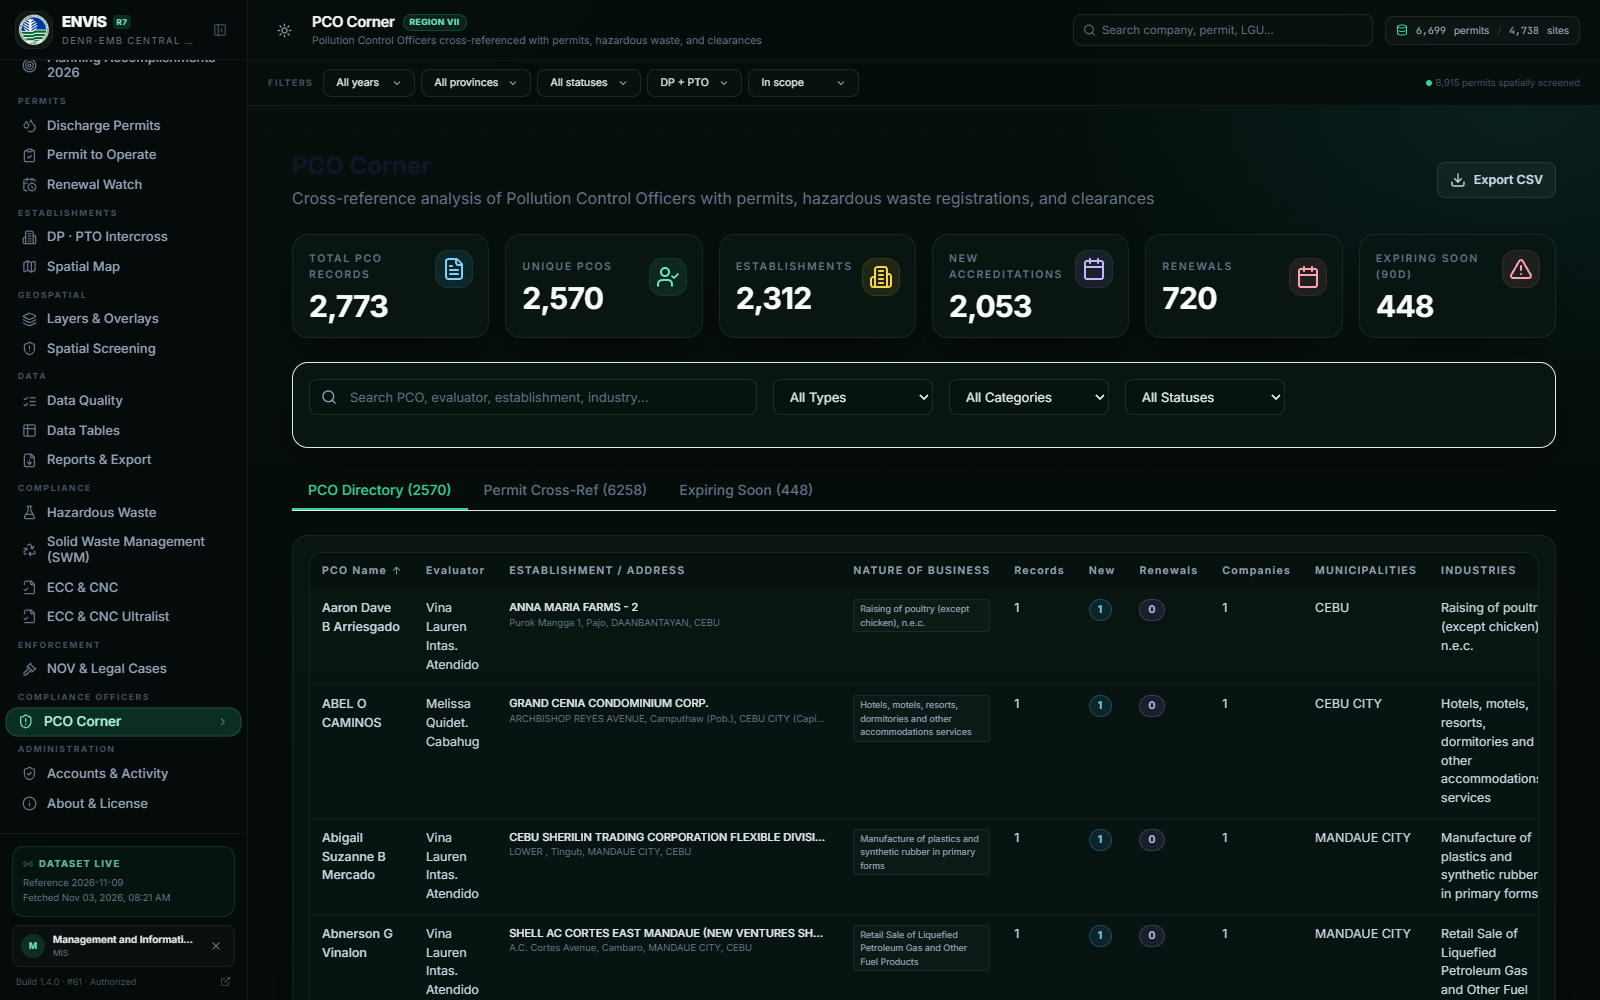 ENVIS R7
DENR-EMB CENTRAL ...
Planning Accomplishments
2026
PERMITS
Discharge Permits
Permit to Operate
Renewal Watch
ESTABLISHMENTS
DP · PTO Intercross
Spatial Map
GEOSPATIAL
Layers & Overlays
Spatial Screening
DATA
Data Quality
Data Tables
Reports & Export
COMPLIANCE
Hazardous Waste
Solid Waste Management
(SWM)
ECC & CNC
ECC & CNC Ultralist
ENFORCEMENT
NOV & Legal Cases
COMPLIANCE OFFICERS
PCO Corner
ADMINISTRATION
Accounts & Activity
About & License
DATASET LIVE
Reference 2026-11-09
Fetched Nov 03, 2026, 08:21 AM
M
Management and Informati...
MIS
Build 1.4.0 · #61 · Authorized
PCO Corner REGION VII
Pollution Control Officers cross-referenced with permits, hazardous waste, and clearances
Search company, permit, LGU...
6,699 permits / 4,738 sites
FILTERS All years All provinces All statuses DP + PTO In scope
8,915 permits spatially screened
PCO Corner
Cross-reference analysis of Pollution Control Officers with permits, hazardous waste registrations, and clearances
Export CSV
TOTAL PCO
RECORDS
2,773
UNIQUE PCOS
2,570
ESTABLISHMENTS
2,312
NEW
ACCREDITATIONS
2,053
RENEWALS
720
EXPIRING SOON
(90D)
448
Search PCO, evaluator, establishment, industry...
All Types All Categories All Statuses
PCO Directory (2570) Permit Cross-Ref (6258) Expiring Soon (448)
PCO Name ↑ Evaluator ESTABLISHMENT / ADDRESS NATURE OF BUSINESS Records New Renewals Companies MUNICIPALITIES INDUSTRIES
Aaron Dave
B Arriesgado
Vina
Lauren
Intas.
Atendido
ANNA MARIA FARMS - 2
Purok Mangga 1, Pajo, DAANBANTAYAN, CEBU
Raising of poultry (except
chicken), n.e.c.
1 1 0 1 CEBU
Raising of poultr
(except chicken)
n.e.c.
ABEL O
CAMINOS
Melissa
Quidet.
Cabahug
GRAND CENIA CONDOMINIUM CORP.
ARCHBISHOP REYES AVENUE, Camputhaw (Pob.), CEBU CITY (Capi...
Hotels, motels, resorts,
dormitories and other
accommodations services
1 1 0 1 CEBU CITY
Hotels, motels,
resorts,
dormitories and
other
accommodations
services
Abigail
Suzanne B
Mercado
Vina
Lauren
Intas.
Atendido
CEBU SHERILIN TRADING CORPORATION FLEXIBLE DIVISI...
LOWER , Tingub, MANDAUE CITY, CEBU
Manufacture of plastics and
synthetic rubber in primary
forms
1 1 0 1 MANDAUE CITY
Manufacture of
plastics and
synthetic rubber
in primary forms
Abnerson G
Vinalon
Vina
Lauren
Intas.
Atendido
SHELL AC CORTES EAST MANDAUE (NEW VENTURES SH...
A.C. Cortes Avenue, Cambaro, MANDAUE CITY, CEBU
Retail Sale of Liquefied
Petroleum Gas and Other
Fuel Products
1 1 0 1 MANDAUE CITY
Retail Sale of
Liquefied
Petroleum Gas
and Other Fuel